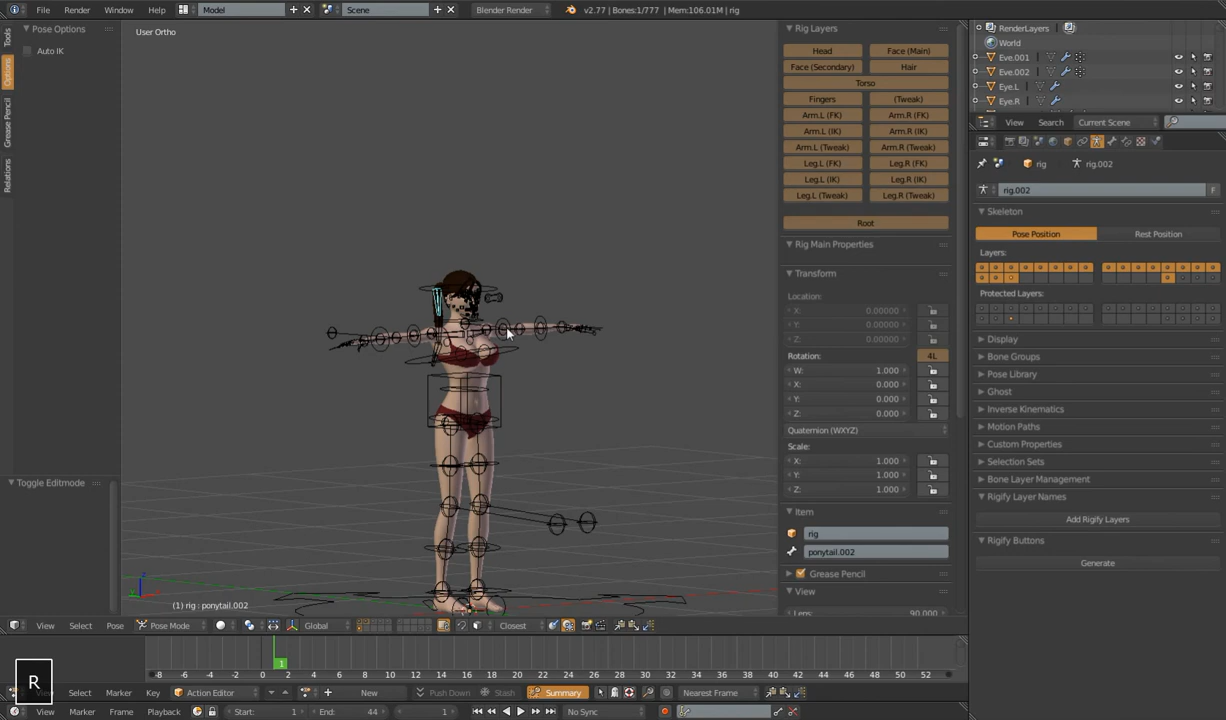 File Render Window Help Model Scene Blender Render v2.77 | Bones:1/777 | Mem:106.01M | rig
Pose Options
Auto IK
Tools
Options
Grease Pencil
Relations
Toggle Editmode
User Ortho
(1) rig : ponytail.002
Rig Layers
Head Face (Main)
Face (Secondary) Hair
Torso
Fingers (Tweak)
Arm.L (FK) Arm.R (FK)
Arm.L (IK) Arm.R (IK)
Arm.L (Tweak) Arm.R (Tweak)
Leg.L (FK) Leg.R (FK)
Leg.L (IK) Leg.R (IK)
Leg.L (Tweak) Leg.R (Tweak)
Root
Rig Main Properties
Transform
Location:
X: 0.00000
Y: 0.00000
Z: 0.00000
Rotation: 4L
W: 1.000
X: 0.000
Y: 0.000
Z: 0.000
Quaternion (WXYZ)
Scale:
X: 1.000
Y: 1.000
Z: 1.000
Item
rig
ponytail.002
Grease Pencil
View
Lens: 90.000
RenderLayers
World
Eve.001
Eve.002
Eye.L
Eye.R
View Search Current Scene
rig rig.002
rig.002 F
Skeleton
Pose Position Rest Position
Layers:
Protected Layers:
Display
Bone Groups
Pose Library
Ghost
Inverse Kinematics
Motion Paths
Custom Properties
Selection Sets
Bone Layer Management
Rigify Layer Names
Add Rigify Layers
Rigify Buttons
Generate
View Select Pose Pose Mode Global Closest
1
-8 -6 -4 -2 0 2 4 6 8 10 12 14 16 18 20 22 24 26 28 30 32 34 36 38 40 42 44 46 48 50 52
R
View Select Marker Key Action Editor New Push Down Stash Summary Nearest Frame
View Marker Frame Playback Start: 1 End: 44 1 No Sync